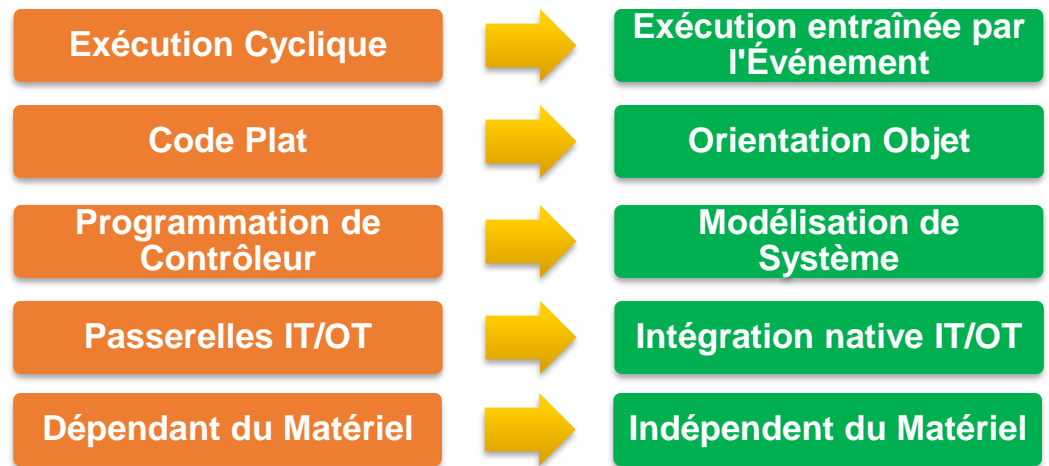 Exécution Cyclique
Exécution entraînée par
l'Événement
Code Plat
Orientation Objet
Programmation de
Contrôleur
Modélisation de
Système
Passerelles IT/OT
Intégration native IT/OT
Dépendant du Matériel
Indépendent du Matériel